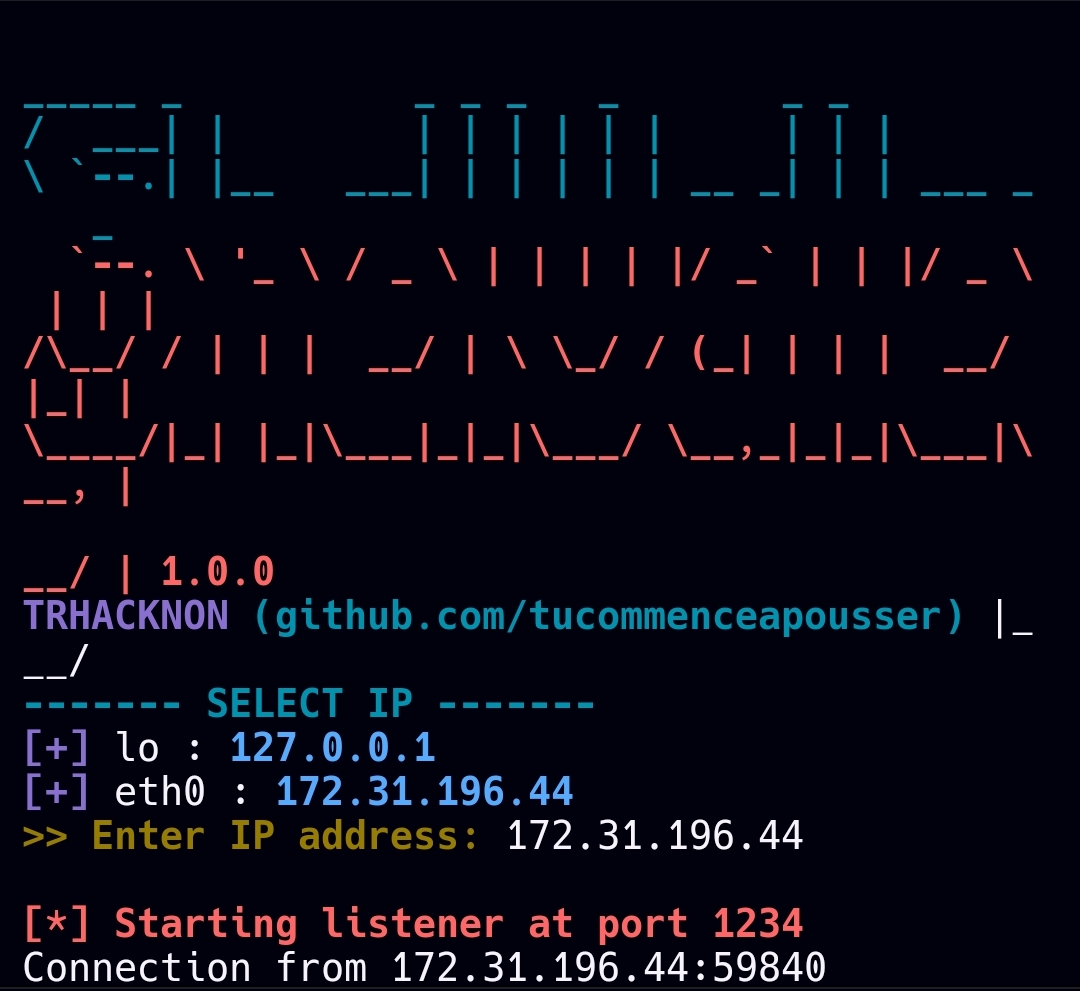 _____ _          _ _ _   _       _ _
/  ___| |        | | | | | |     | | |
\ `--.| |__   ___| | | | | | __ _| | | ___ _
   _
  `--. \ '_ \ / _ \ | | | | |/ _` | | |/ _ \
 | | |
/\__/ / | | |  __/ | \ \_/ / (_| | | |  __/
|_| |
\____/|_| |_|\___|_|_|\___/ \__,_|_|_|\___|\
__, |

__/ | 1.0.0
TRHACKNON (github.com/tucommenceapousser) |_
__/
------- SELECT IP -------
[+] lo : 127.0.0.1
[+] eth0 : 172.31.196.44
>> Enter IP address: 172.31.196.44

[*] Starting listener at port 1234
Connection from 172.31.196.44:59840